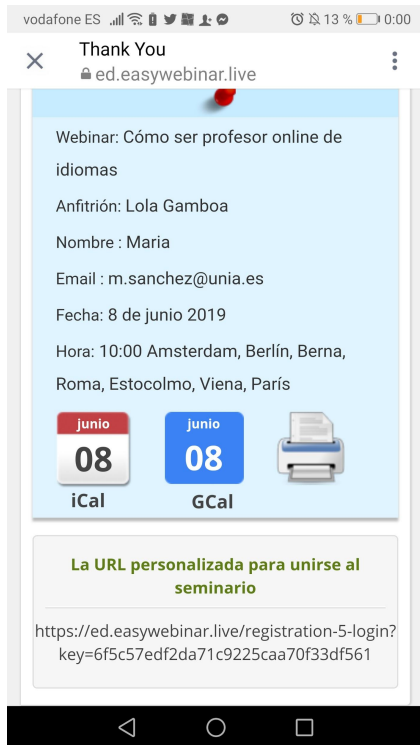 vodafone ES 13 % 0:00
Thank You
ed.easywebinar.live
Webinar: Cómo ser profesor online de
idiomas
Anfitrión: Lola Gamboa
Nombre : Maria
Email : m.sanchez@unia.es
Fecha: 8 de junio 2019
Hora: 10:00 Amsterdam, Berlín, Berna,
Roma, Estocolmo, Viena, París
junio junio
08 08
iCal GCal
La URL personalizada para unirse al
seminario
https://ed.easywebinar.live/registration-5-login?
key=6f5c57edf2da71c9225caa70f33df561